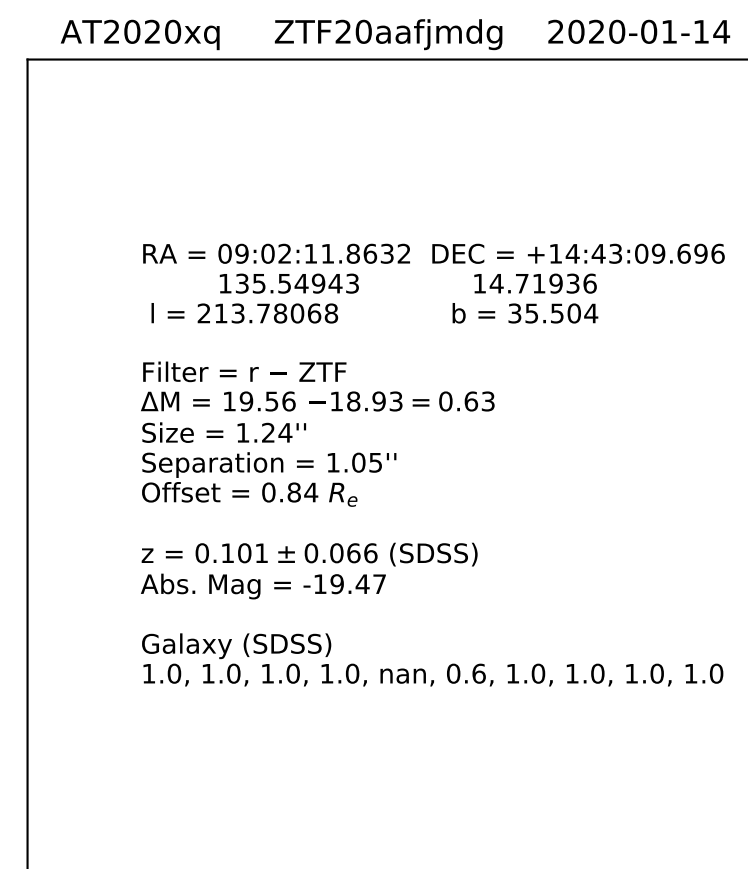 AT2020xq ZTF20aafjmdg 2020-01-14
RA = 09:02:11.8632 DEC = +14:43:09.696
135.54943 14.71936
l = 213.78068 b = 35.504
Filter = r − ZTF
ΔM = 19.56 −18.93 = 0.63
Size = 1.24''
Separation = 1.05''
Offset = 0.84 Re
z = 0.101 ± 0.066 (SDSS)
Abs. Mag = -19.47
Galaxy (SDSS)
1.0, 1.0, 1.0, 1.0, nan, 0.6, 1.0, 1.0, 1.0, 1.0